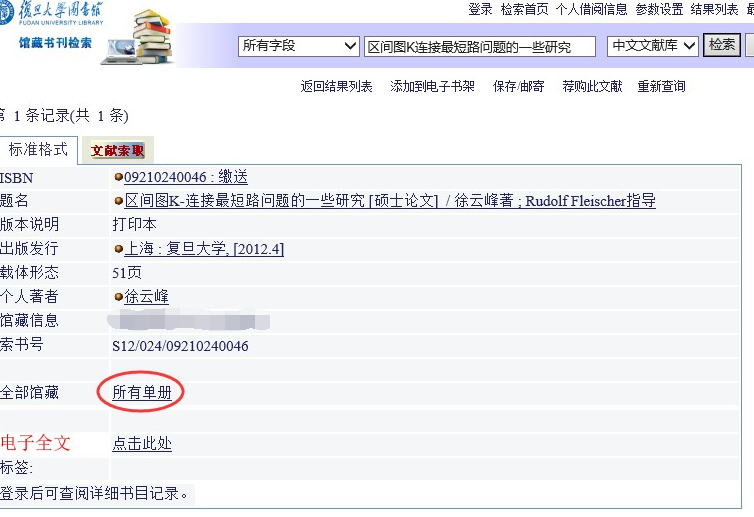 復旦大學圖書館
FUDAN UNIVERSITY LIBRARY
馆藏书刊检索
登录 检索首页 个人借阅信息 参数设置 结果列表
所有字段 区间图K连接最短路问题的一些研究 中文文献库 检索
返回结果列表 添加到电子书架 保存/邮寄 荐购此文献 重新查询
第 1 条记录(共 1 条)
标准格式 文献索取
ISBN 09210240046 : 缴送
题名 区间图K-连接最短路问题的一些研究 [硕士论文] / 徐云峰著 ; Rudolf Fleischer指导
版本说明 打印本
出版发行 上海 : 复旦大学, [2012.4]
载体形态 51页
个人著者 徐云峰
馆藏信息
索书号 S12/024/09210240046
全部馆藏 所有单册
电子全文 点击此处
标签:
登录后可查阅详细书目记录。